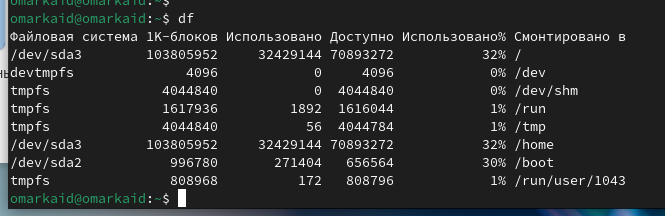 omarkaid@omarkaid:~$
omarkaid@omarkaid:~$ df
Файловая система 1K-блоков Использовано Доступно Использовано% Смонтировано в
/dev/sda3 103805952 32429144 70893272 32% /
devtmpfs 4096 0 4096 0% /dev
tmpfs 4044840 0 4044840 0% /dev/shm
tmpfs 1617936 1892 1616044 1% /run
tmpfs 4044840 56 4044784 1% /tmp
/dev/sda3 103805952 32429144 70893272 32% /home
/dev/sda2 996780 271404 656564 30% /boot
tmpfs 808968 172 808796 1% /run/user/1043
omarkaid@omarkaid:~$